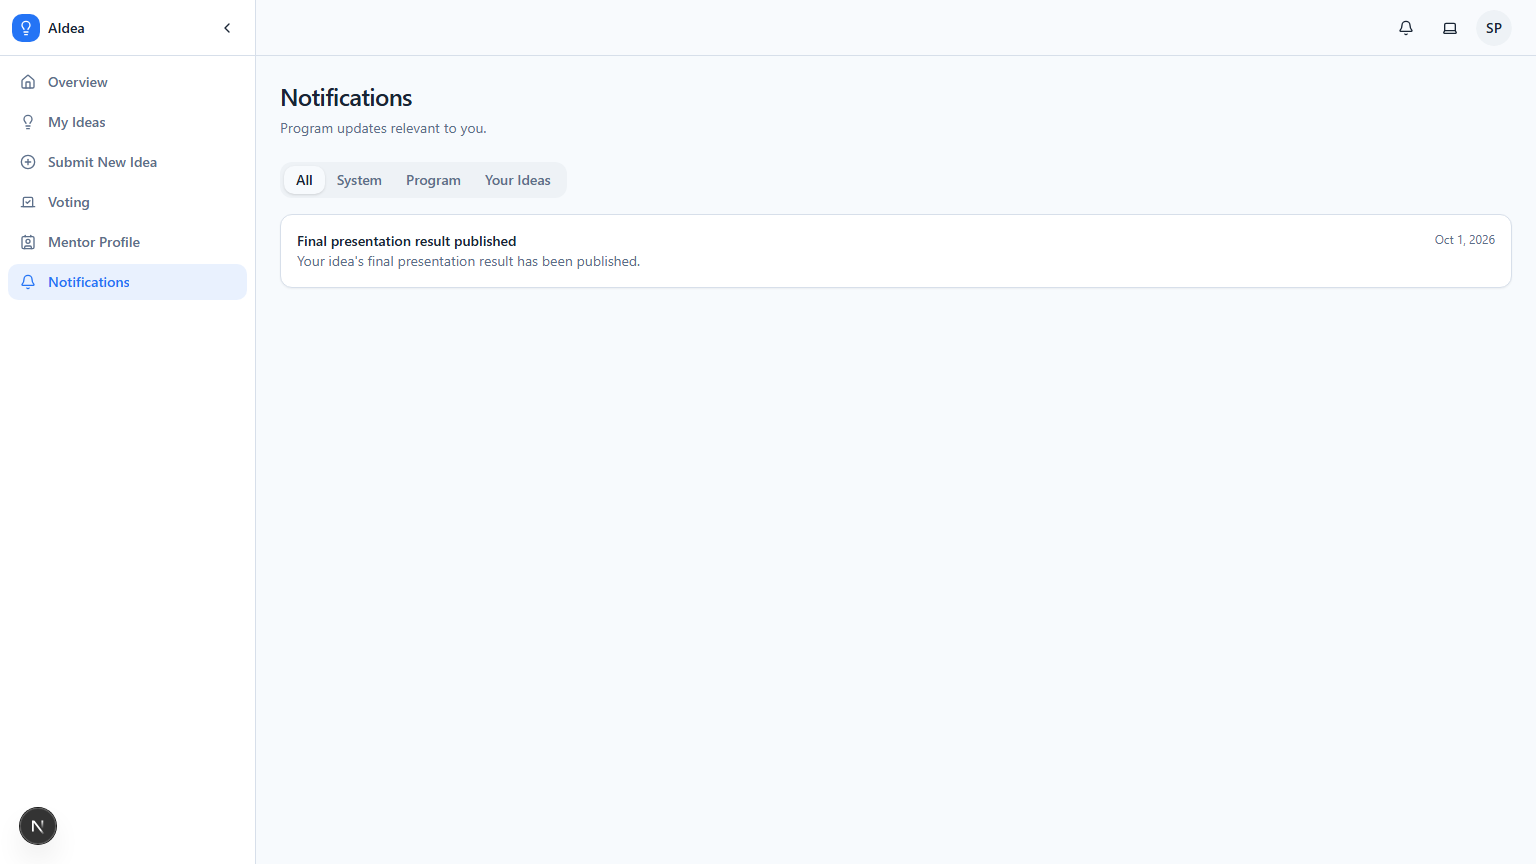 AIdea
SP
Overview
My Ideas
Submit New Idea
Voting
Mentor Profile
Notifications
Notifications
Program updates relevant to you.
All
System
Program
Your Ideas
Final presentation result published
Oct 1, 2026
Your idea's final presentation result has been published.
N